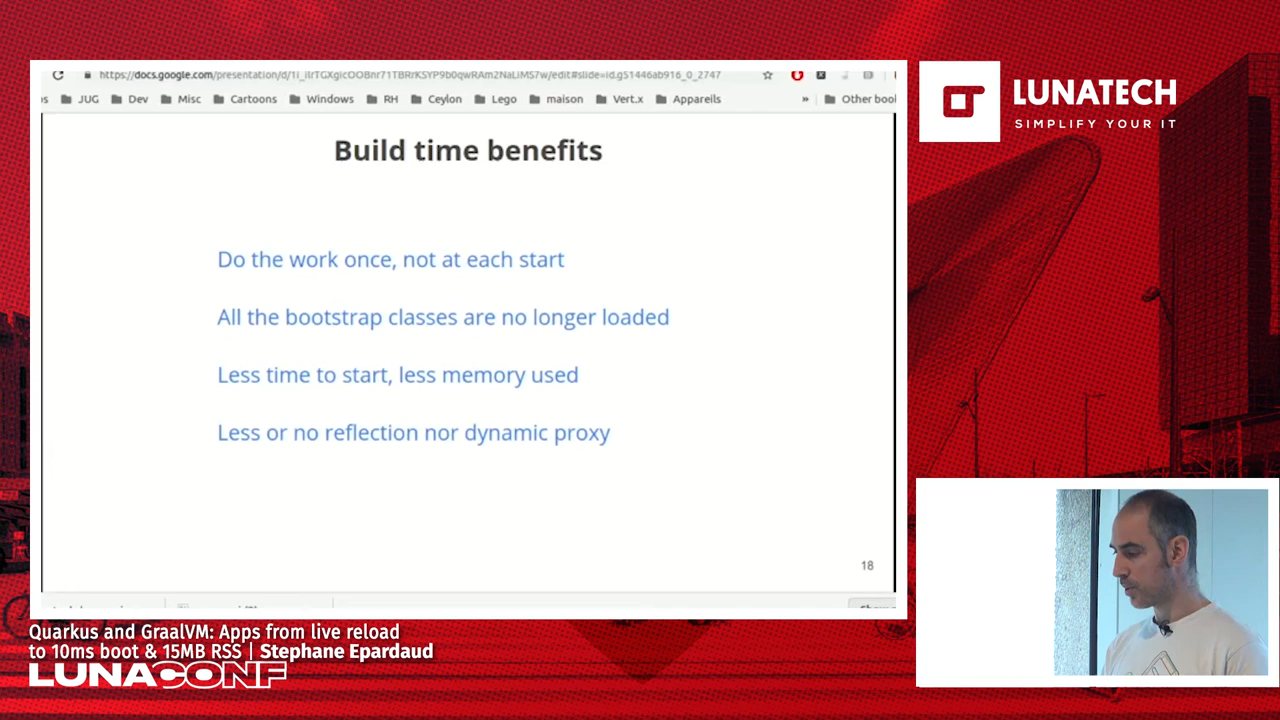 https://docs.google.com/presentation/d/1i_iIrTGXgicOOBnr71TBRrKSYP9b0qwRAm2NaLiMS7w/edit#slide=id.g51446ab916_0_2747
JUG Dev Misc Cartoons Windows RH Ceylon Lego maison Vert.x Appareils » Other
Build time benefits
Do the work once, not at each start
All the bootstrap classes are no longer loaded
Less time to start, less memory used
Less or no reflection nor dynamic proxy
18
LUNATECH
SIMPLIFY YOUR IT
Quarkus and GraalVM: Apps from live reload
to 10ms boot & 15MB RSS | Stephane Epardaud
LUNACONF